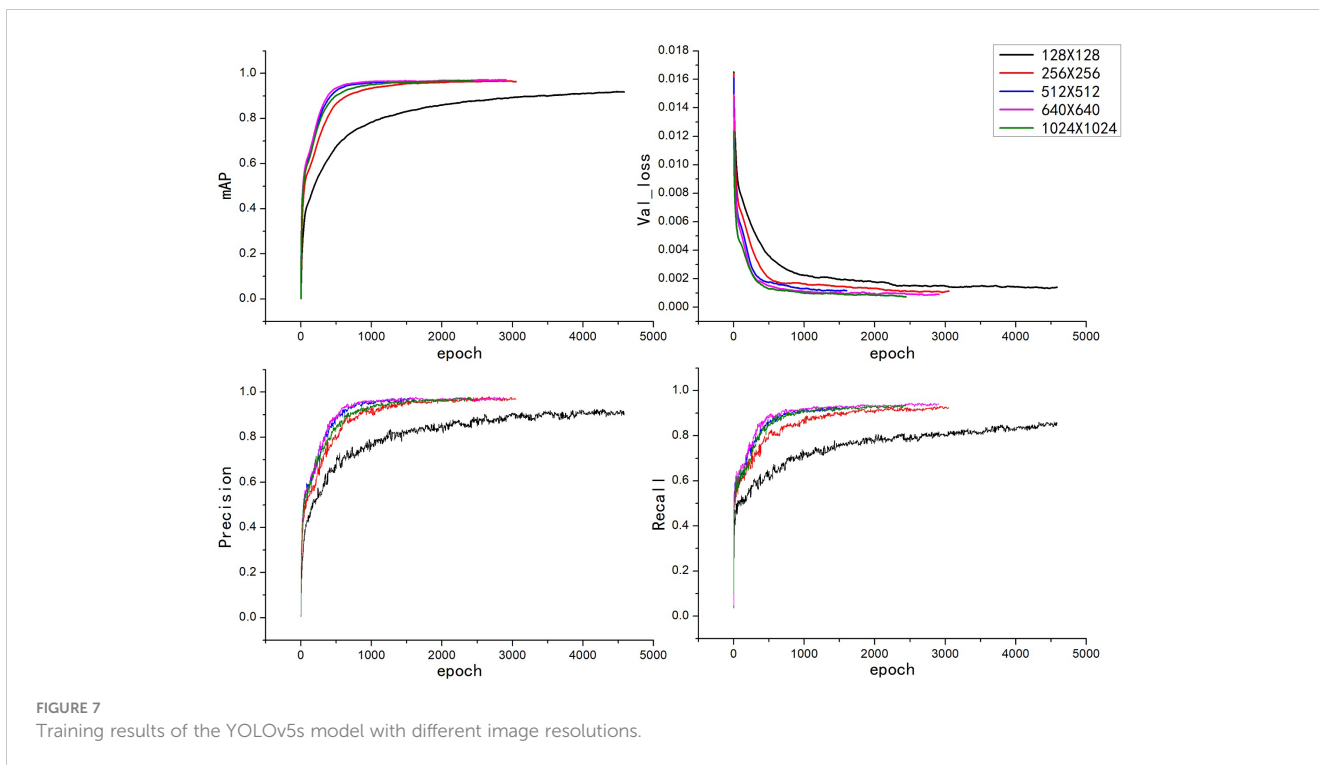 mAP
1.0
0.8
0.6
0.4
0.2
0.0
0 1000 2000 3000 4000 5000
epoch
Val_loss
0.018
0.016
0.014
0.012
0.010
0.008
0.006
0.004
0.002
0.000
0 1000 2000 3000 4000 5000
epoch
128X128
256X256
512X512
640X640
1024X1024
Precision
1.0
0.8
0.6
0.4
0.2
0.0
0 1000 2000 3000 4000 5000
epoch
Recall
1.0
0.8
0.6
0.4
0.2
0.0
0 1000 2000 3000 4000 5000
epoch
FIGURE 7
Training results of the YOLOv5s model with different image resolutions.